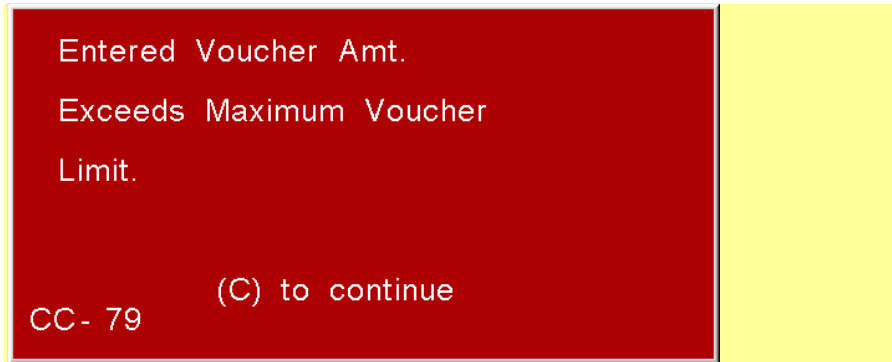 Entered Voucher Amt.
Exceeds Maximum Voucher
Limit.
(C) to continue
CC- 79